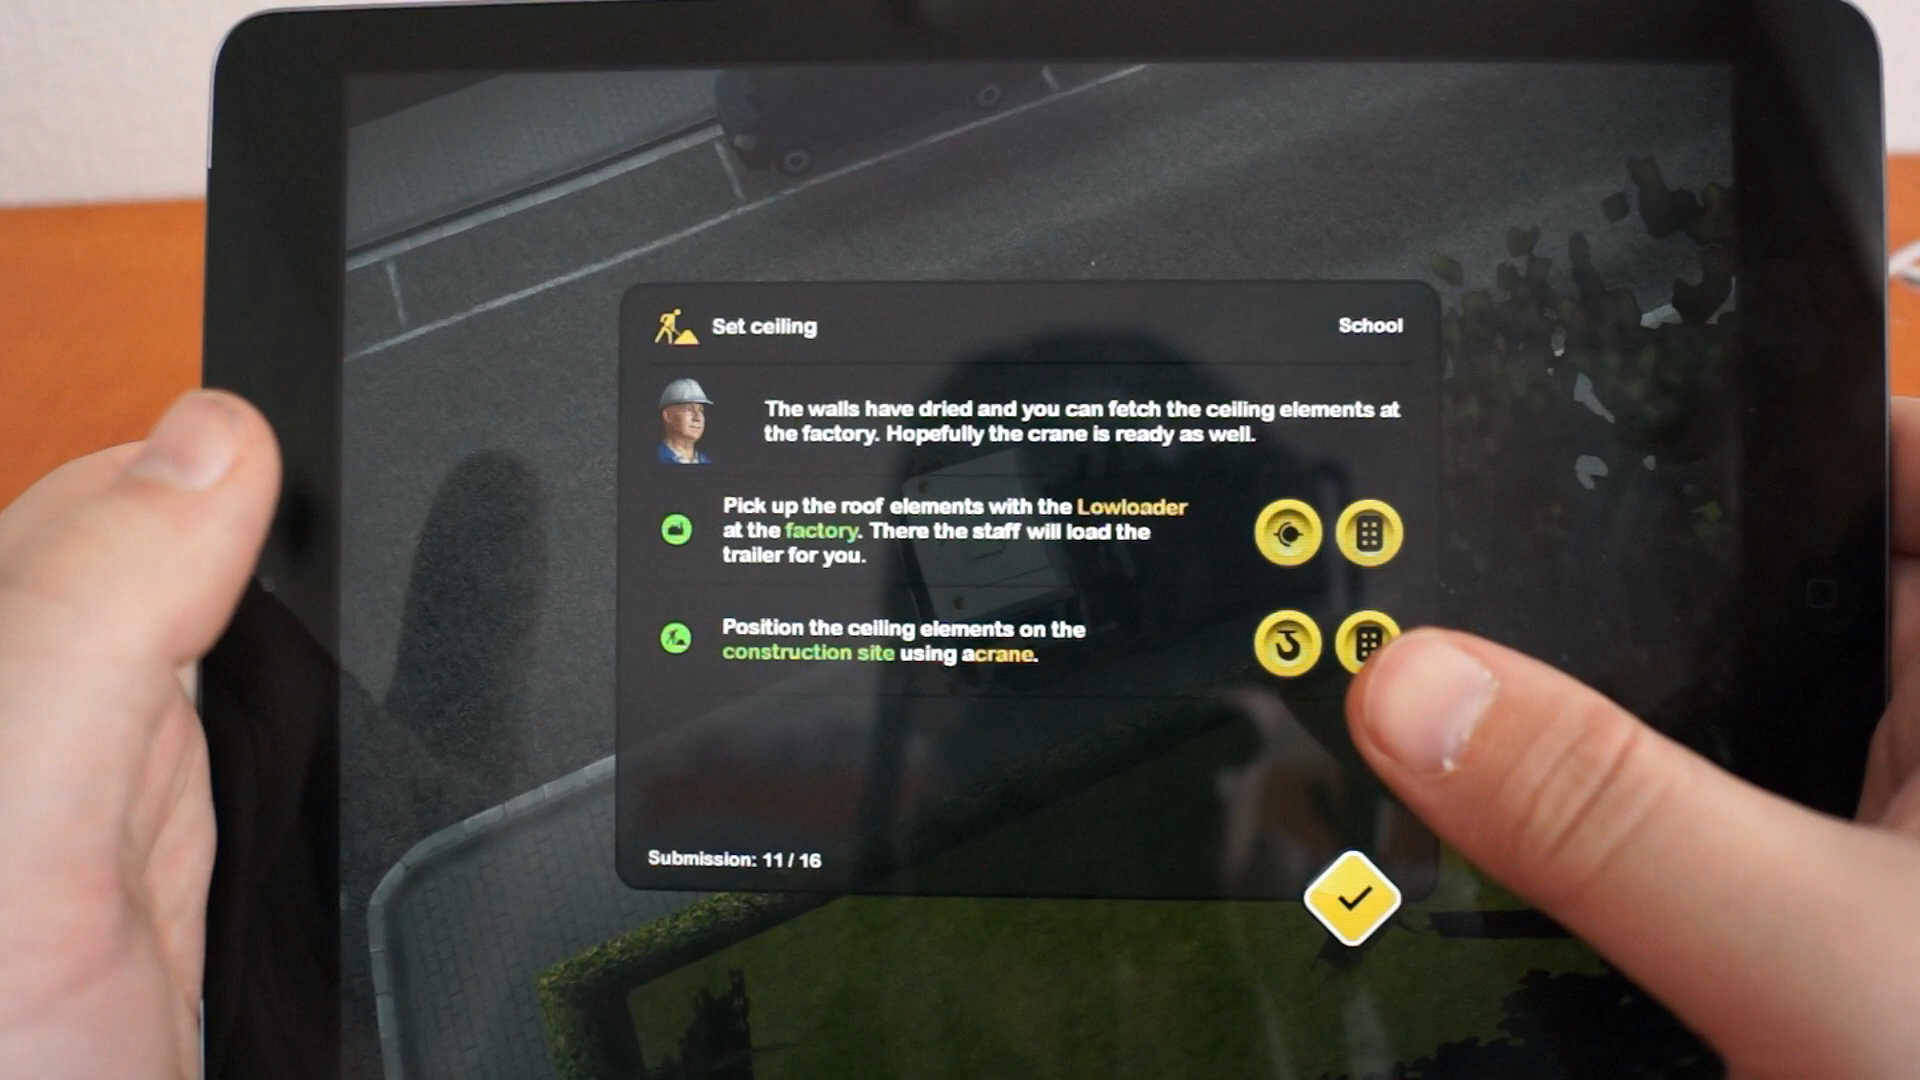 Set ceiling
School
The walls have dried and you can fetch the ceiling elements at
the factory. Hopefully the crane is ready as well.
Pick up the roof elements with the Lowloader
at the factory. There the staff will load the
trailer for you.
Position the ceiling elements on the
construction site using acrane.
Submission: 11 / 16